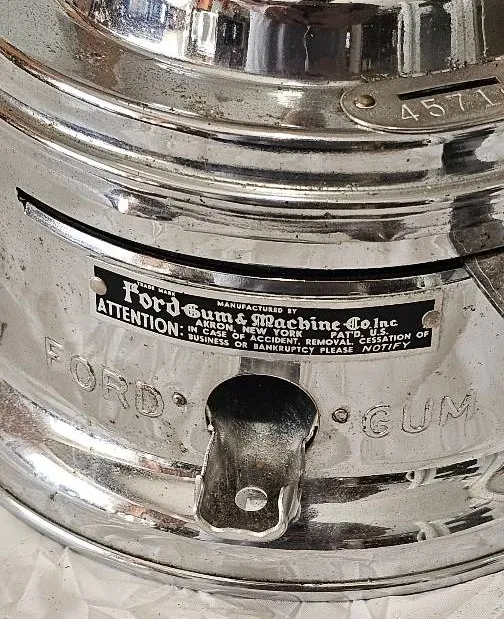 4571
TRADE MARK
MANUFACTURED BY
Ford Gum & Machine Co. Inc.
AKRON, NEW YORK PAT'D. U.S.
ATTENTION: IN CASE OF ACCIDENT, REMOVAL, CESSATION OF
BUSINESS OR BANKRUPTCY PLEASE NOTIFY
FORD GUM